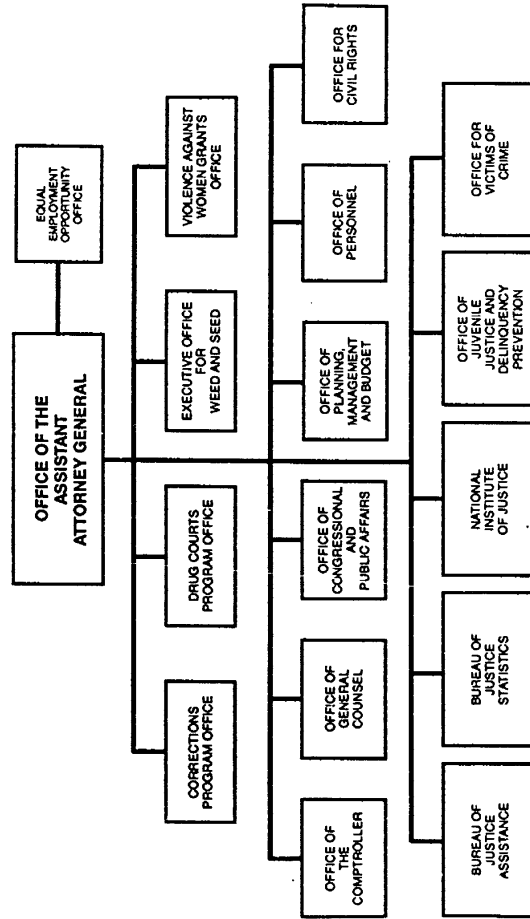 OFFICE OF THE
ASSISTANT
ATTORNEY GENERAL
EQUAL
EMPLOYMENT
OPPORTUNITY
OFFICE
CORRECTIONS
PROGRAM OFFICE
DRUG COURTS
PROGRAM OFFICE
EXECUTIVE OFFICE
FOR
WEED AND SEED
VIOLENCE AGAINST
WOMEN GRANTS
OFFICE
OFFICE OF
THE
COMPTROLLER
OFFICE OF
GENERAL
COUNSEL
OFFICE OF
CONGRESSIONAL
AND
PUBLIC AFFAIRS
OFFICE OF
PLANNING,
MANAGEMENT
AND BUDGET
OFFICE OF
PERSONNEL
OFFICE FOR
CIVIL RIGHTS
BUREAU OF
JUSTICE
ASSISTANCE
BUREAU OF
JUSTICE
STATISTICS
NATIONAL
INSTITUTE
OF JUSTICE
OFFICE OF
JUVENILE
JUSTICE AND
DELINQUENCY
PREVENTION
OFFICE FOR
VICTIMS OF
CRIME